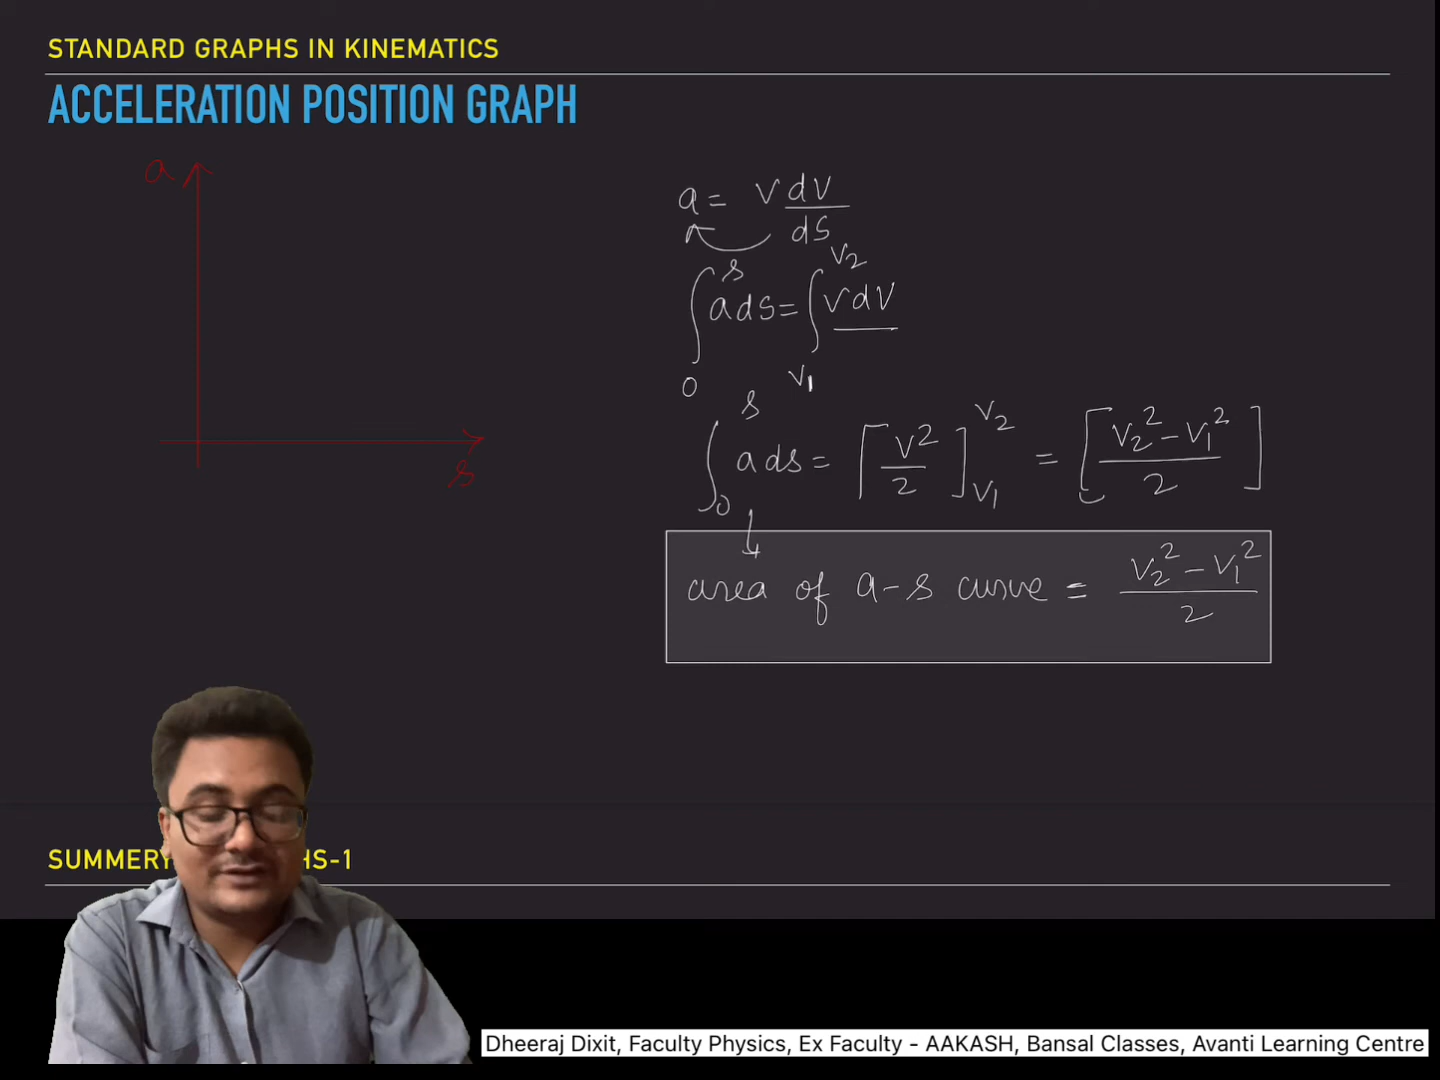 STANDARD GRAPHS IN KINEMATICS
ACCELERATION POSITION GRAPH
a
s
a = v dv/ds
∫₀ˢ a ds = ∫ᵥ₁ᵛ² v dv
∫₀ˢ a ds = [v²/2]ᵥ₁ᵛ² = [(v₂² - v₁²)/2]
area of a-s curve = (v₂² - v₁²)/2
SUMMERY HS-1
Dheeraj Dixit, Faculty Physics, Ex Faculty - AAKASH, Bansal Classes, Avanti Learning Centre